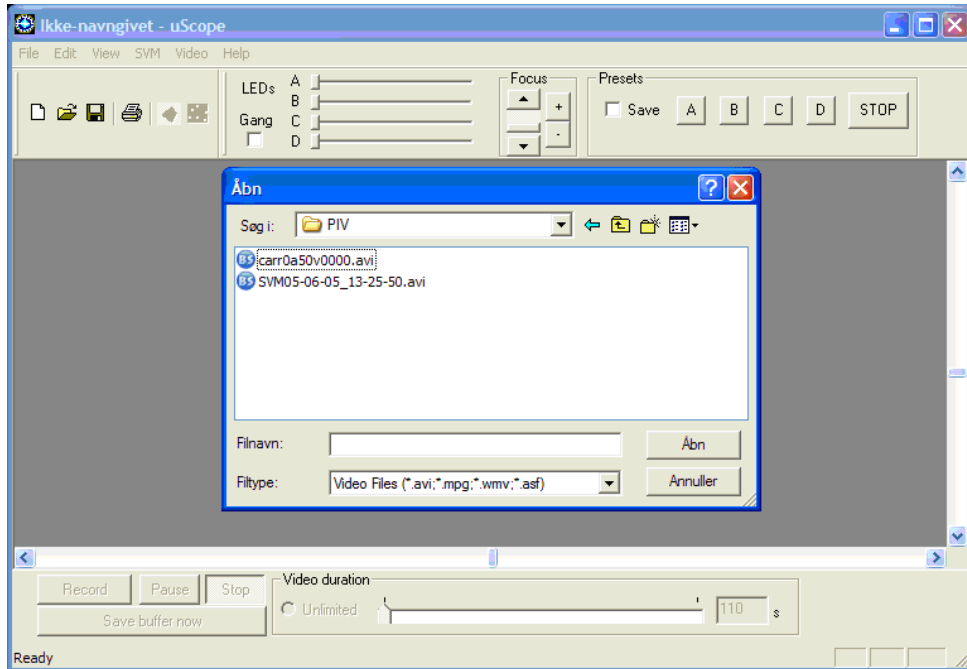 Ikke-navngivet - uScope
File Edit View SVM Video Help
LEDs A B C D
Gang
Focus
+
-
Presets
Save A B C D STOP
Åbn
Søg i: PIV
BS carr0a50v0000.avi
BS SVM05-06-05_13-25-50.avi
Filnavn: Åbn
Filtype: Video Files (*.avi;*.mpg;*.wmv;*.asf) Annuller
Record Pause Stop
Save buffer now
Video duration
Unlimited 110 s
Ready